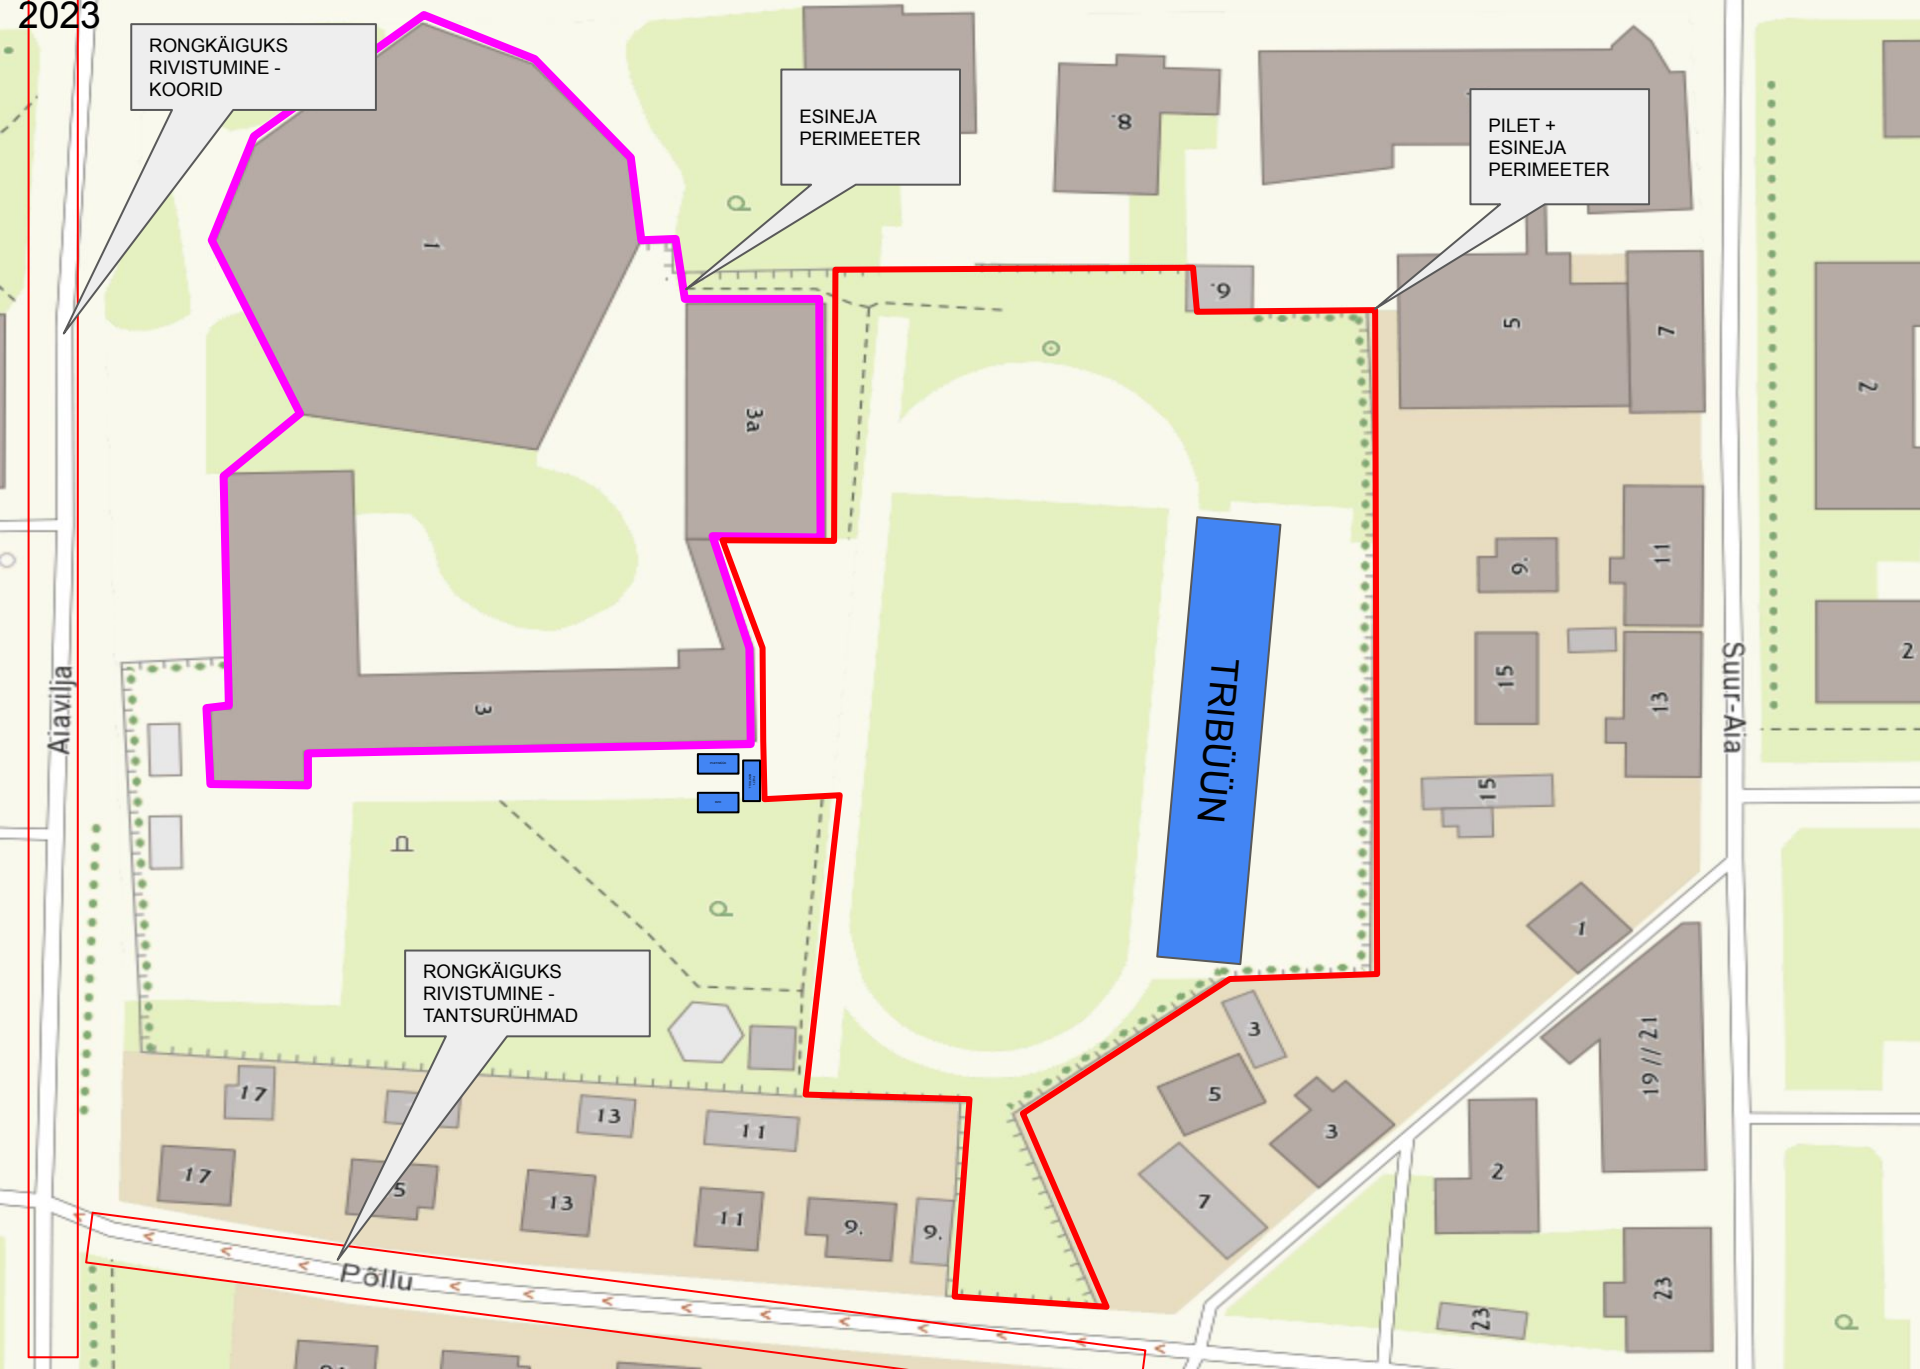 2023
RONGKÄIGUKS
RIVISTUMINE -
KOORID
ESINEJA
PERIMEETER
PILET +
ESINEJA
PERIMEETER
8.
1
6.
5
7
2
3a
9.
11
TRIBÜÜN
2
15
13
Aiavilja
Suur-Aia
3
15
1
RONGKÄIGUKS
RIVISTUMINE -
TANTSURÜHMAD
3
19 // 21
17
13
11
5
3
17
5
13
11
9.
9.
7
2
Põllu
23
23